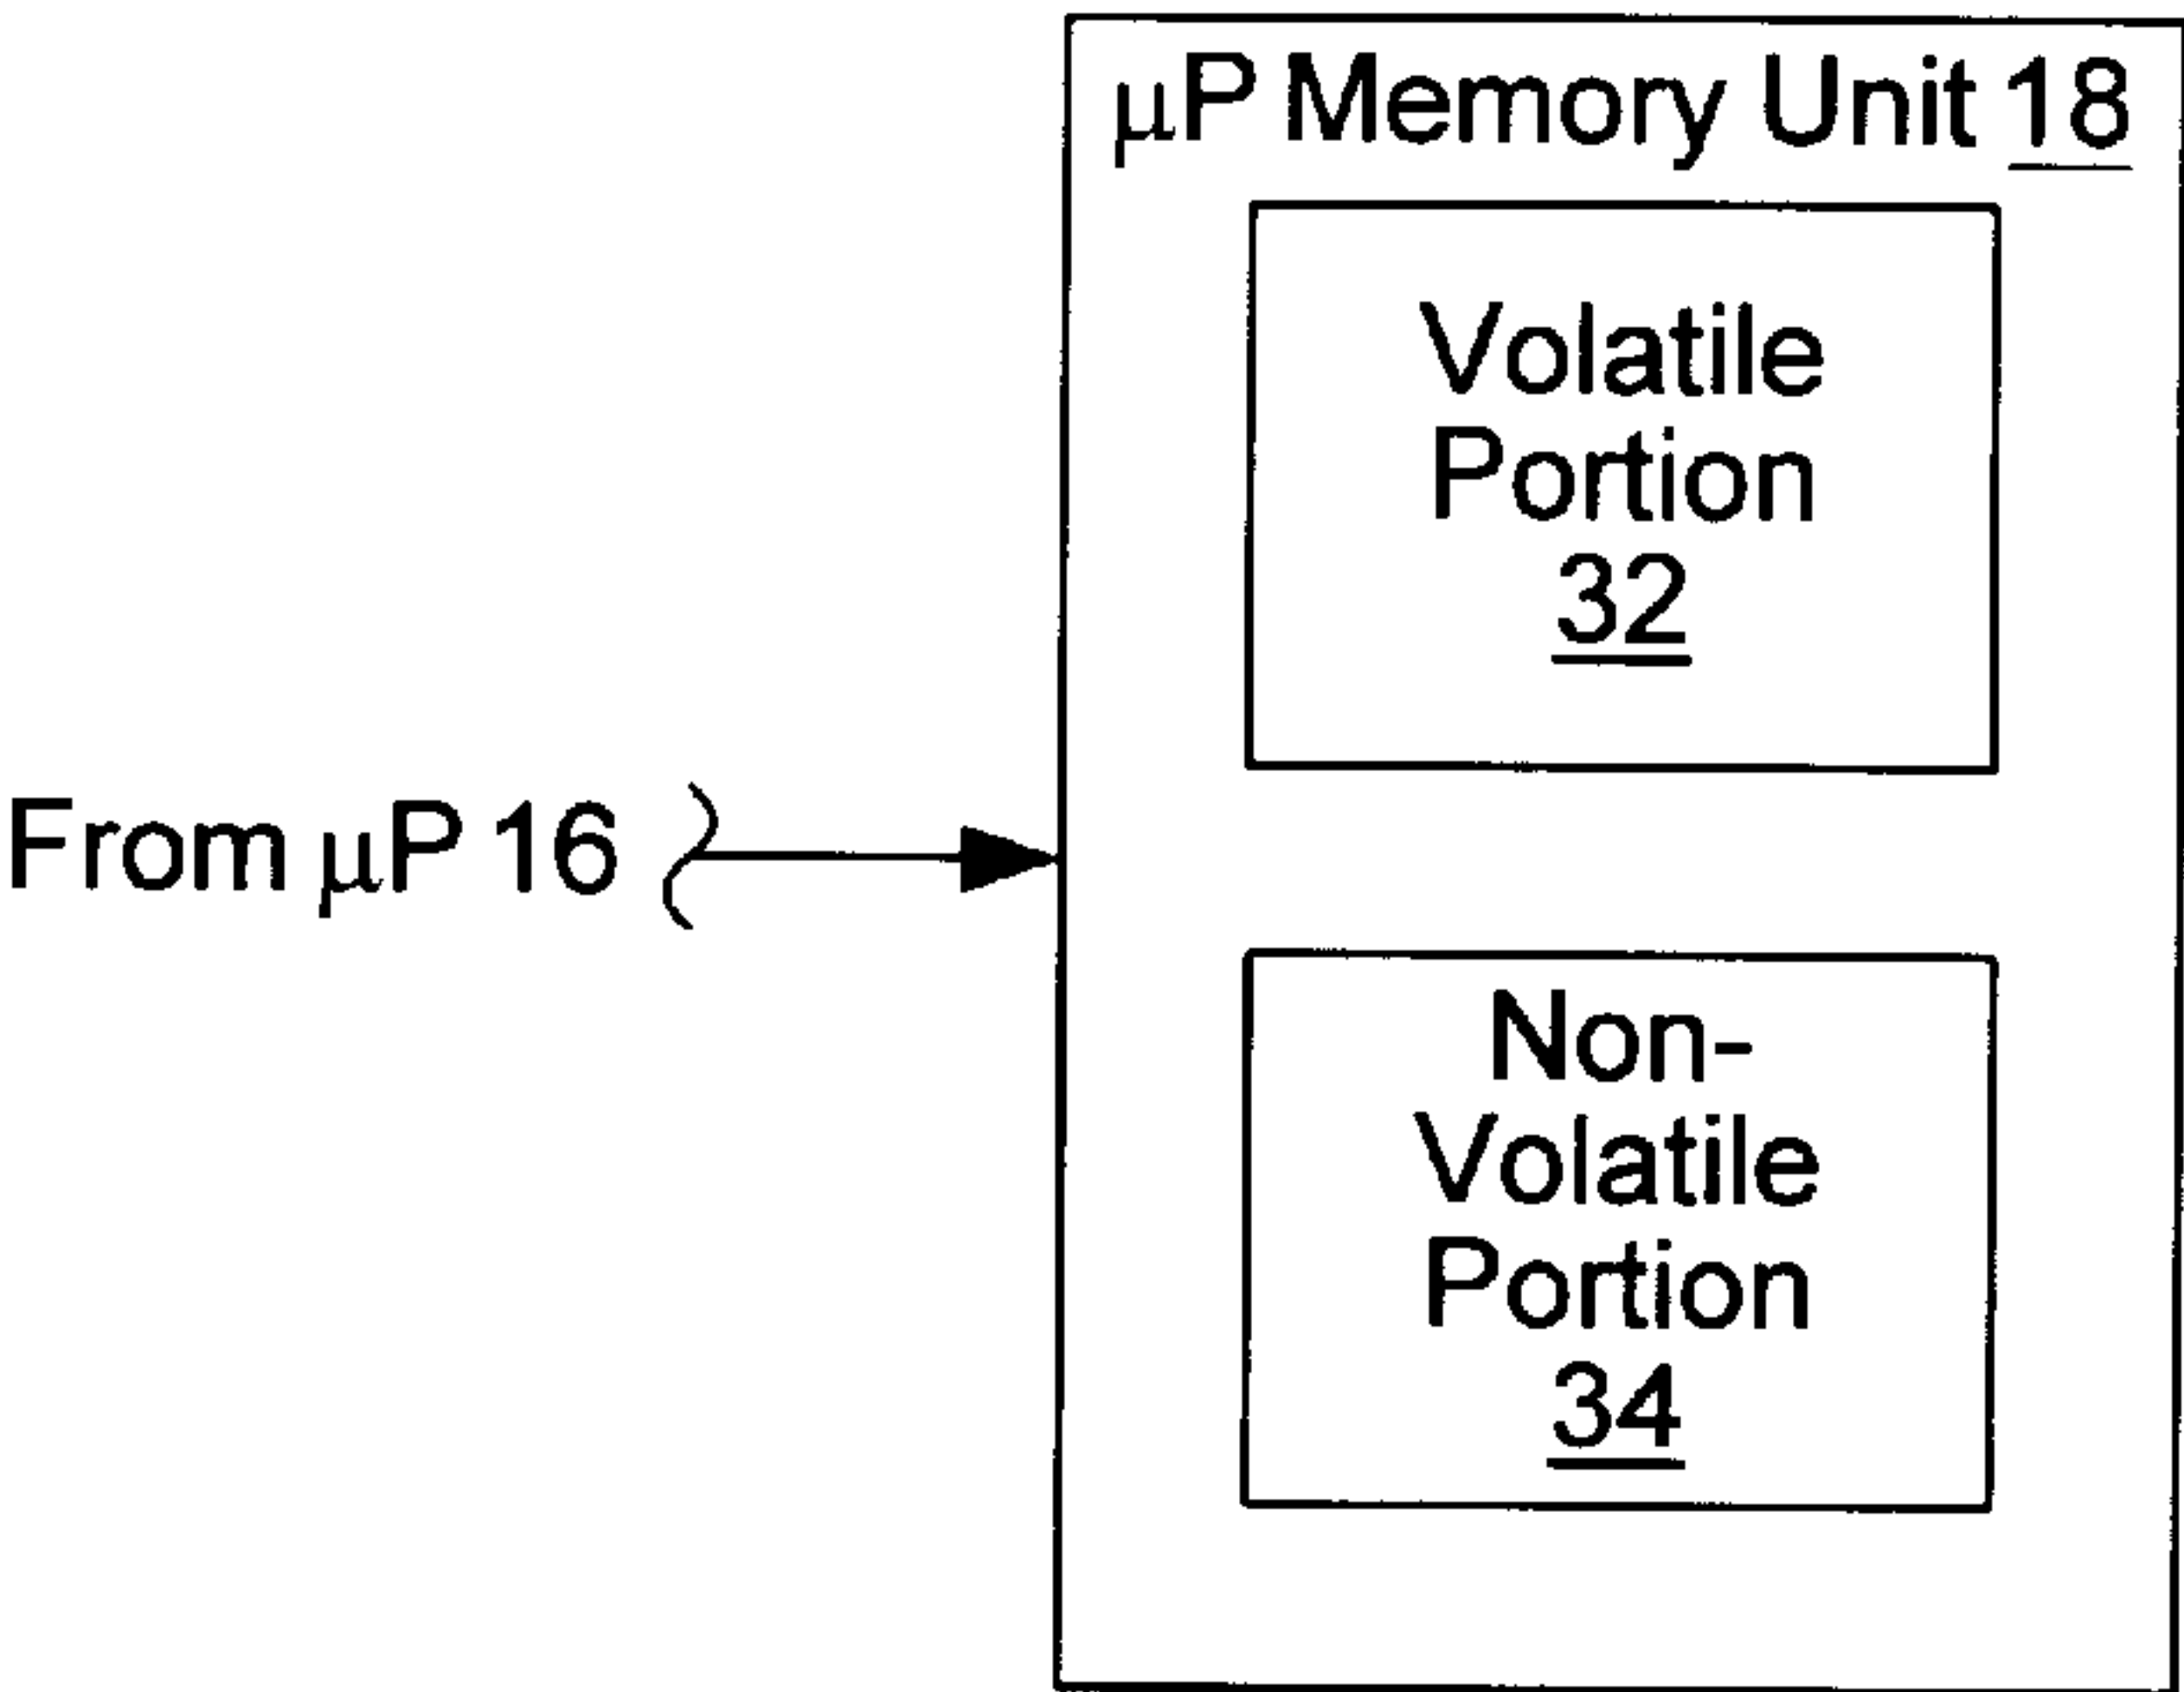 μP Memory Unit 18
Volatile
Portion
32
From μP 16
Non-
Volatile
Portion
34